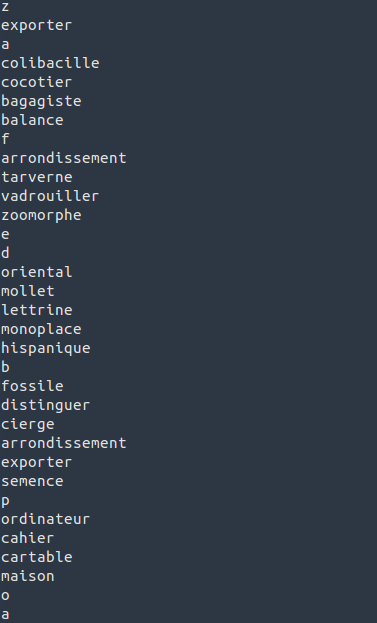 z
exporter
a
colibacille
cocotier
bagagiste
balance
f
arrondissement
tarverne
vadrouiller
zoomorphe
e
d
oriental
mollet
lettrine
monoplace
hispanique
b
fossile
distinguer
cierge
arrondissement
exporter
semence
p
ordinateur
cahier
cartable
maison
o
a